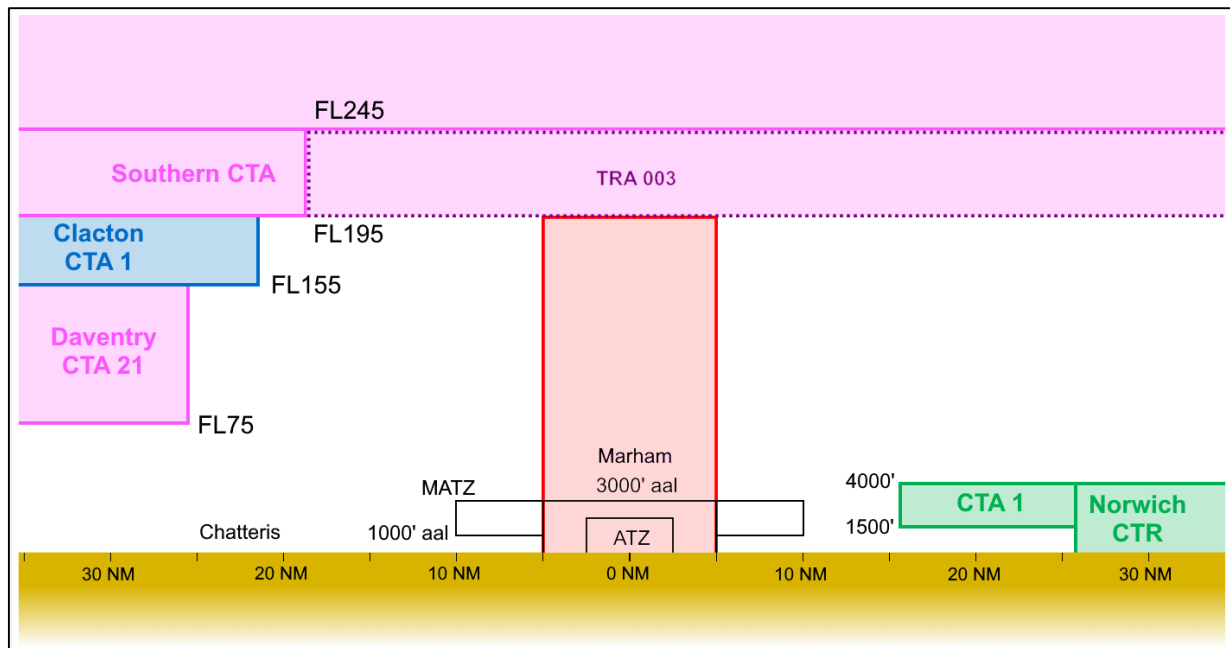 FL245
Southern CTA
TRA 003
Clacton
CTA 1
FL195
FL155
Daventry
CTA 21
FL75
Marham
3000' aal
MATZ
1000' aal
ATZ
Chatteris
4000'
1500'
CTA 1
Norwich
CTR
30 NM
20 NM
10 NM
0 NM
10 NM
20 NM
30 NM